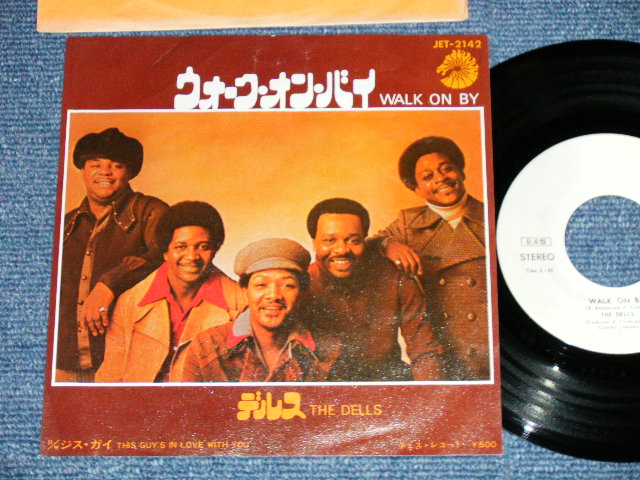 JET-2142
ウォーク・オン・バイ
WALK ON BY
デルス THE DELLS
ジス・ガイ THIS GUY'S IN LOVE WITH YOU
チェス・レコード ¥500
見本盤
STEREO
WALK ON B
THE DELLS